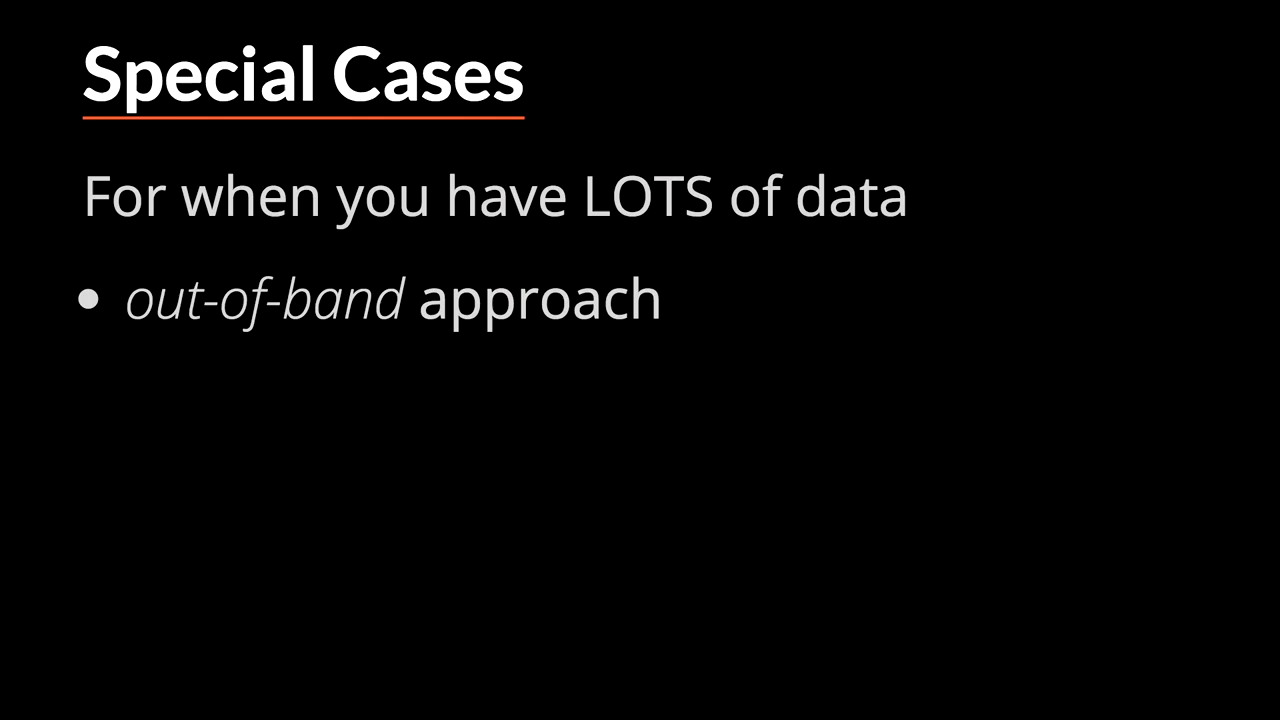 Special Cases
For when you have LOTS of data
• out-of-band approach